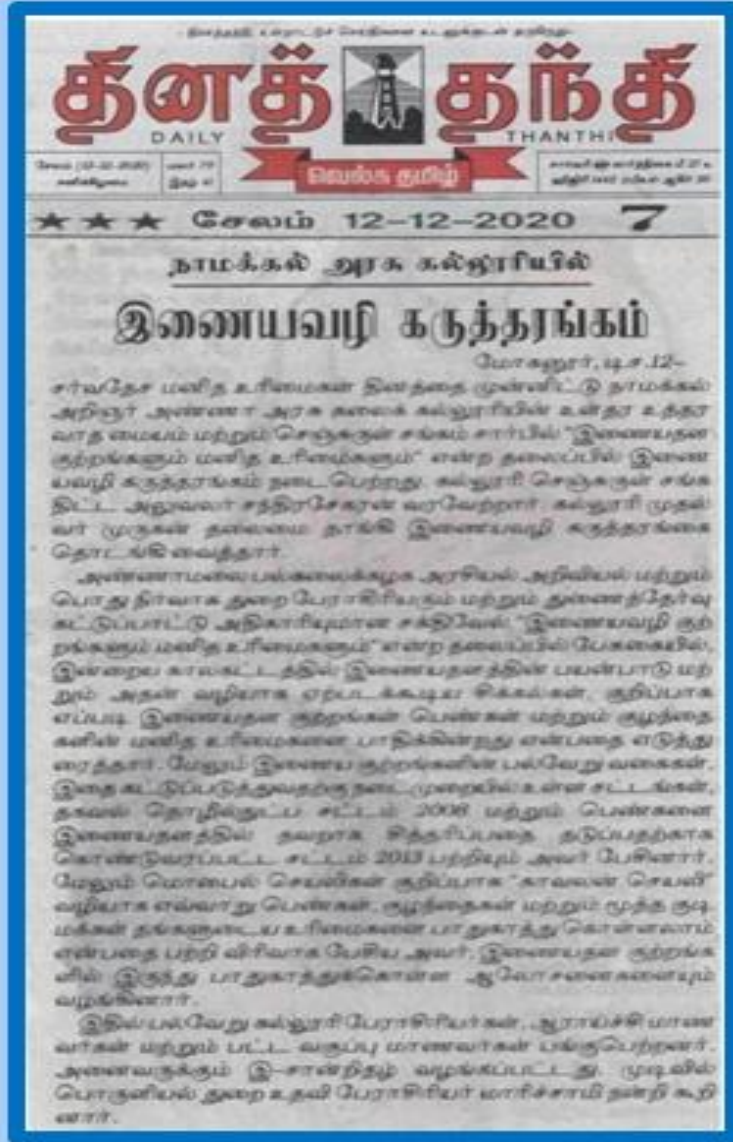 தினத்தந்தி
DAILY THANTHI
வெல்க தமிழ்
★★★ சேலம் 12-12-2020 7
நாமக்கல் அரசு கல்லூரியில்
இணையவழி கருத்தரங்கம்
மோகனூர், டிச.12-
சர்வதேச மனித உரிமைகள் தினத்தை முன்னிட்டு நாமக்கல்
அறிஞர் அண்ணா அரசு கலைக் கல்லூரியின் உள்தர உத்தர
வாத மையம் மற்றும் செஞ்சுருள் சங்கம் சார்பில் "இணையதள
குற்றங்களும் மனித உரிமைகளும்" என்ற தலைப்பில் இணை
யவழி கருத்தரங்கம் நடைபெற்றது. கல்லூரி செஞ்சுருள் சங்க
திட்ட அலுவலர் சந்திரசேகரன் வரவேற்றார். கல்லூரி முதல்
வர் முருகன் தலைமை தாங்கி இணையவழி கருத்தரங்கை
தொடங்கிவைத்தார்.
அண்ணாமலை பல்கலைக்கழக அரசியல் அறிவியல் மற்றும்
பொது நிர்வாக துறை பேராசிரியரும் மற்றும் துணைத்தேர்வு
கட்டுப்பாட்டு அதிகாரியுமான சக்திவேல் "இணையவழி குற்
றங்களும் மனித உரிமைகளும்" என்ற தலைப்பில் பேசுகையில்,
இன்றைய காலகட்டத்தில் இணையதளத்தின் பயன்பாடு மற்
றும் அதன் வழியாக ஏற்படக்கூடிய சிக்கல்கள், குறிப்பாக
எப்படி இணையதள குற்றங்கள் பெண்கள் மற்றும் குழந்தை
களின் மனித உரிமைகளை பாதிக்கின்றது என்பதை எடுத்து
ரைத்தார். மேலும் இணைய குற்றங்களின் பல்வேறு வகைகள்,
இதை கட்டுப்படுத்துவதற்கு நடைமுறையில் உள்ள சட்டங்கள்,
தகவல் தொழில்நுட்ப சட்டம் 2008 மற்றும் பெண்களை
இணையதளத்தில் தவறாக சித்தரிப்பதை தடுப்பதற்காக
கொண்டுவரப்பட்ட சட்டம் 2013 பற்றியும் அவர் பேசினார்.
மேலும் மொபைல் செயலிகள் குறிப்பாக "காவலன் செயலி"
வழியாக எவ்வாறு பெண்கள், குழந்தைகள் மற்றும் மூத்த குடி
மக்கள் தங்களுடைய உரிமைகளை பாதுகாத்து கொள்ளலாம்
என்பதை பற்றி விரிவாக பேசிய அவர், இணையதள குற்றங்க
ளில் இருந்து பாதுகாத்துக்கொள்ள ஆலோசனைகளையும்
வழங்கினார்.
இதில் பல்வேறு கல்லூரி பேராசிரியர்கள், ஆராய்ச்சி மாண
வர்கள் மற்றும் பட்ட வகுப்பு மாணவர்கள் பங்குபெற்றனர்.
அனைவருக்கும் இ-சான்றிதழ் வழங்கப்பட்டது. முடிவில்
பொருளியல் துறை உதவி பேராசிரியர் மாரிச்சாமி நன்றி கூறி
னார்.